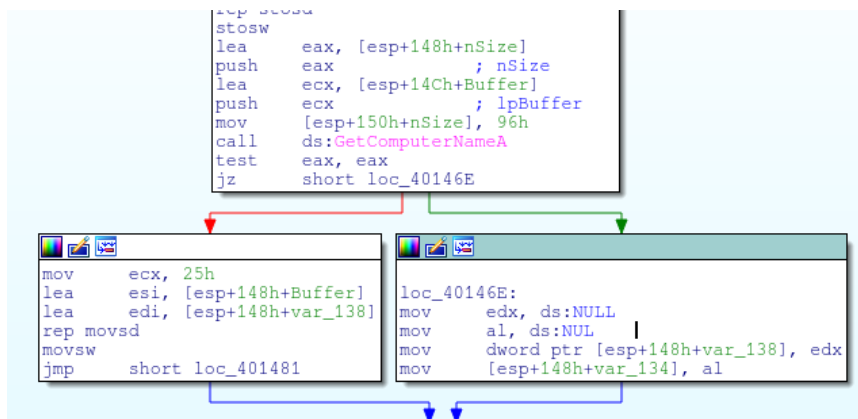 rep stosd
stosw
lea eax, [esp+148h+nSize]
push eax ; nSize
lea ecx, [esp+14Ch+Buffer]
push ecx ; lpBuffer
mov [esp+150h+nSize], 96h
call ds:GetComputerNameA
test eax, eax
jz short loc_40146E
mov ecx, 25h
lea esi, [esp+148h+Buffer]
lea edi, [esp+148h+var_138]
rep movsd
movsw
jmp short loc_401481
loc_40146E:
mov edx, ds:NULL
mov al, ds:NUL
mov dword ptr [esp+148h+var_138], edx
mov [esp+148h+var_134], al